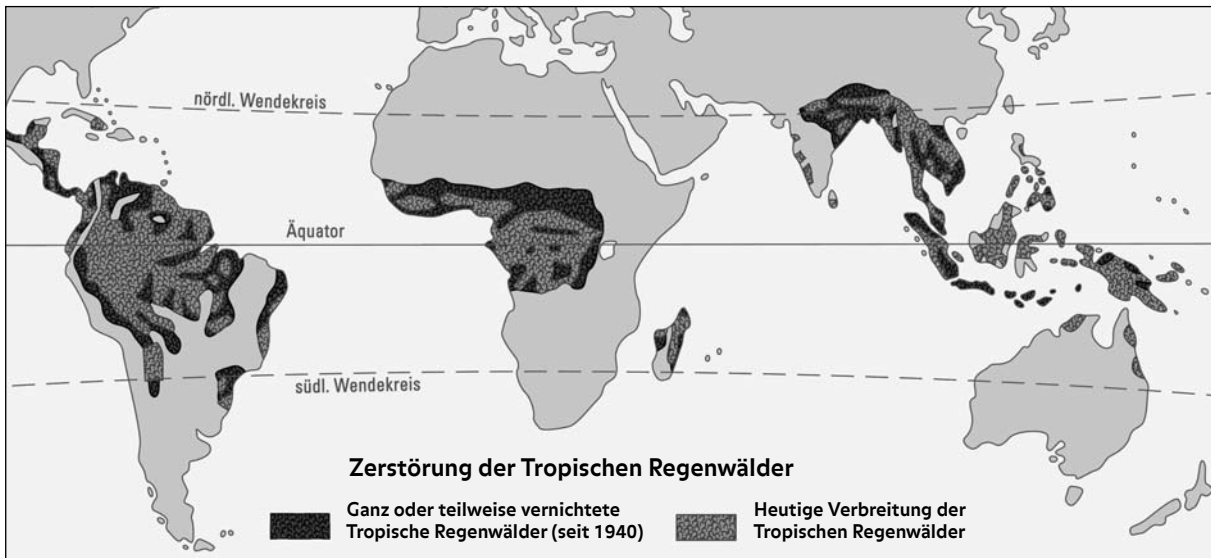 nördl. Wendekreis
Äquator
südl. Wendekreis
Zerstörung der Tropischen Regenwälder
Ganz oder teilweise vernichtete
Tropische Regenwälder (seit 1940)
Heutige Verbreitung der
Tropischen Regenwälder